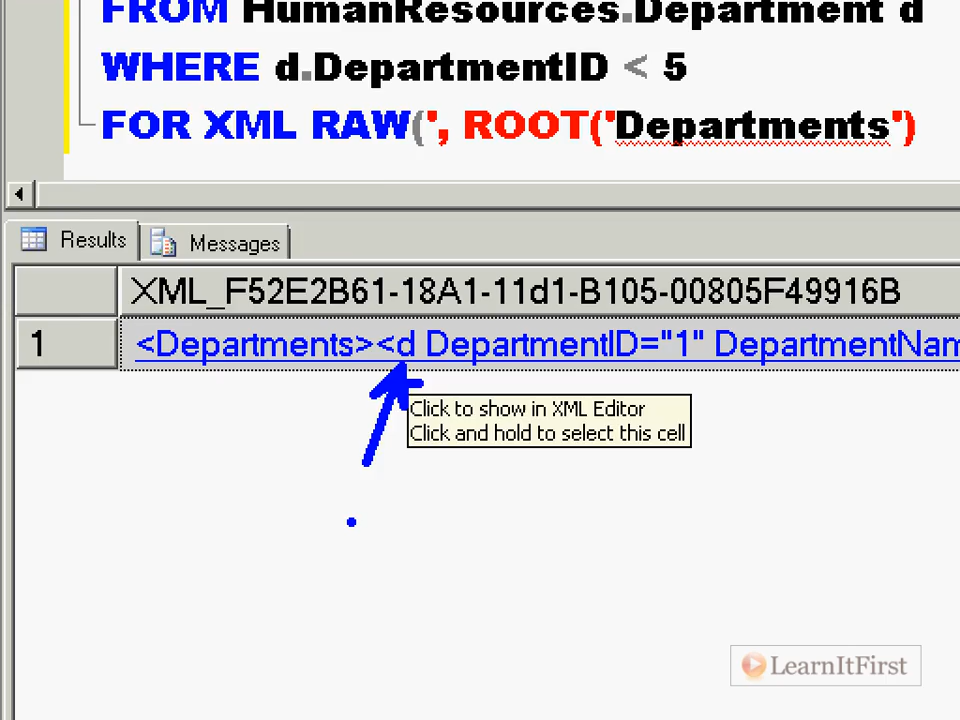 FROM HumanResources.Department d
WHERE d.DepartmentID < 5
FOR XML RAW(', ROOT('Departments')
Results Messages
XML_F52E2B61-18A1-11d1-B105-00805F49916B
1 <Departments><d DepartmentID="1" DepartmentNam
Click to show in XML Editor
Click and hold to select this cell
LearnItFirst